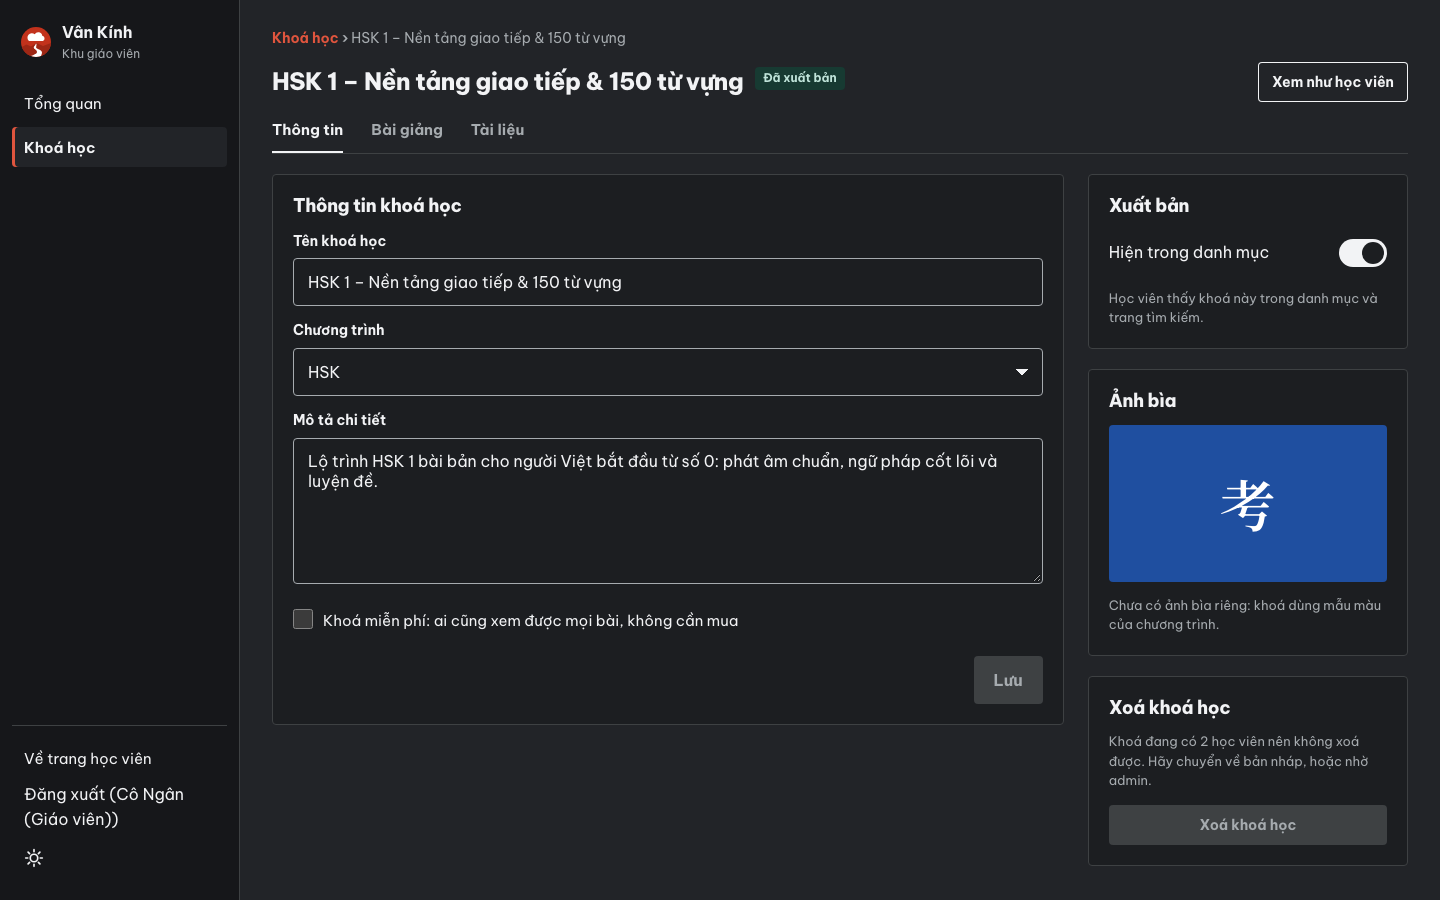 Vân Kính
Khu giáo viên
Tổng quan
Khoá học
Về trang học viên
Đăng xuất (Cô Ngân
(Giáo viên))
Khoá học › HSK 1 – Nền tảng giao tiếp & 150 từ vựng
HSK 1 – Nền tảng giao tiếp & 150 từ vựng
Đã xuất bản
Xem như học viên
Thông tin
Bài giảng
Tài liệu
Thông tin khoá học
Tên khoá học
HSK 1 – Nền tảng giao tiếp & 150 từ vựng
Chương trình
HSK
Mô tả chi tiết
Lộ trình HSK 1 bài bản cho người Việt bắt đầu từ số 0: phát âm chuẩn, ngữ pháp cốt lõi và
luyện đề.
Khoá miễn phí: ai cũng xem được mọi bài, không cần mua
Lưu
Xuất bản
Hiện trong danh mục
Học viên thấy khoá này trong danh mục và
trang tìm kiếm.
Ảnh bìa
考
Chưa có ảnh bìa riêng: khoá dùng mẫu màu
của chương trình.
Xoá khoá học
Khoá đang có 2 học viên nên không xoá
được. Hãy chuyển về bản nháp, hoặc nhờ
admin.
Xoá khoá học